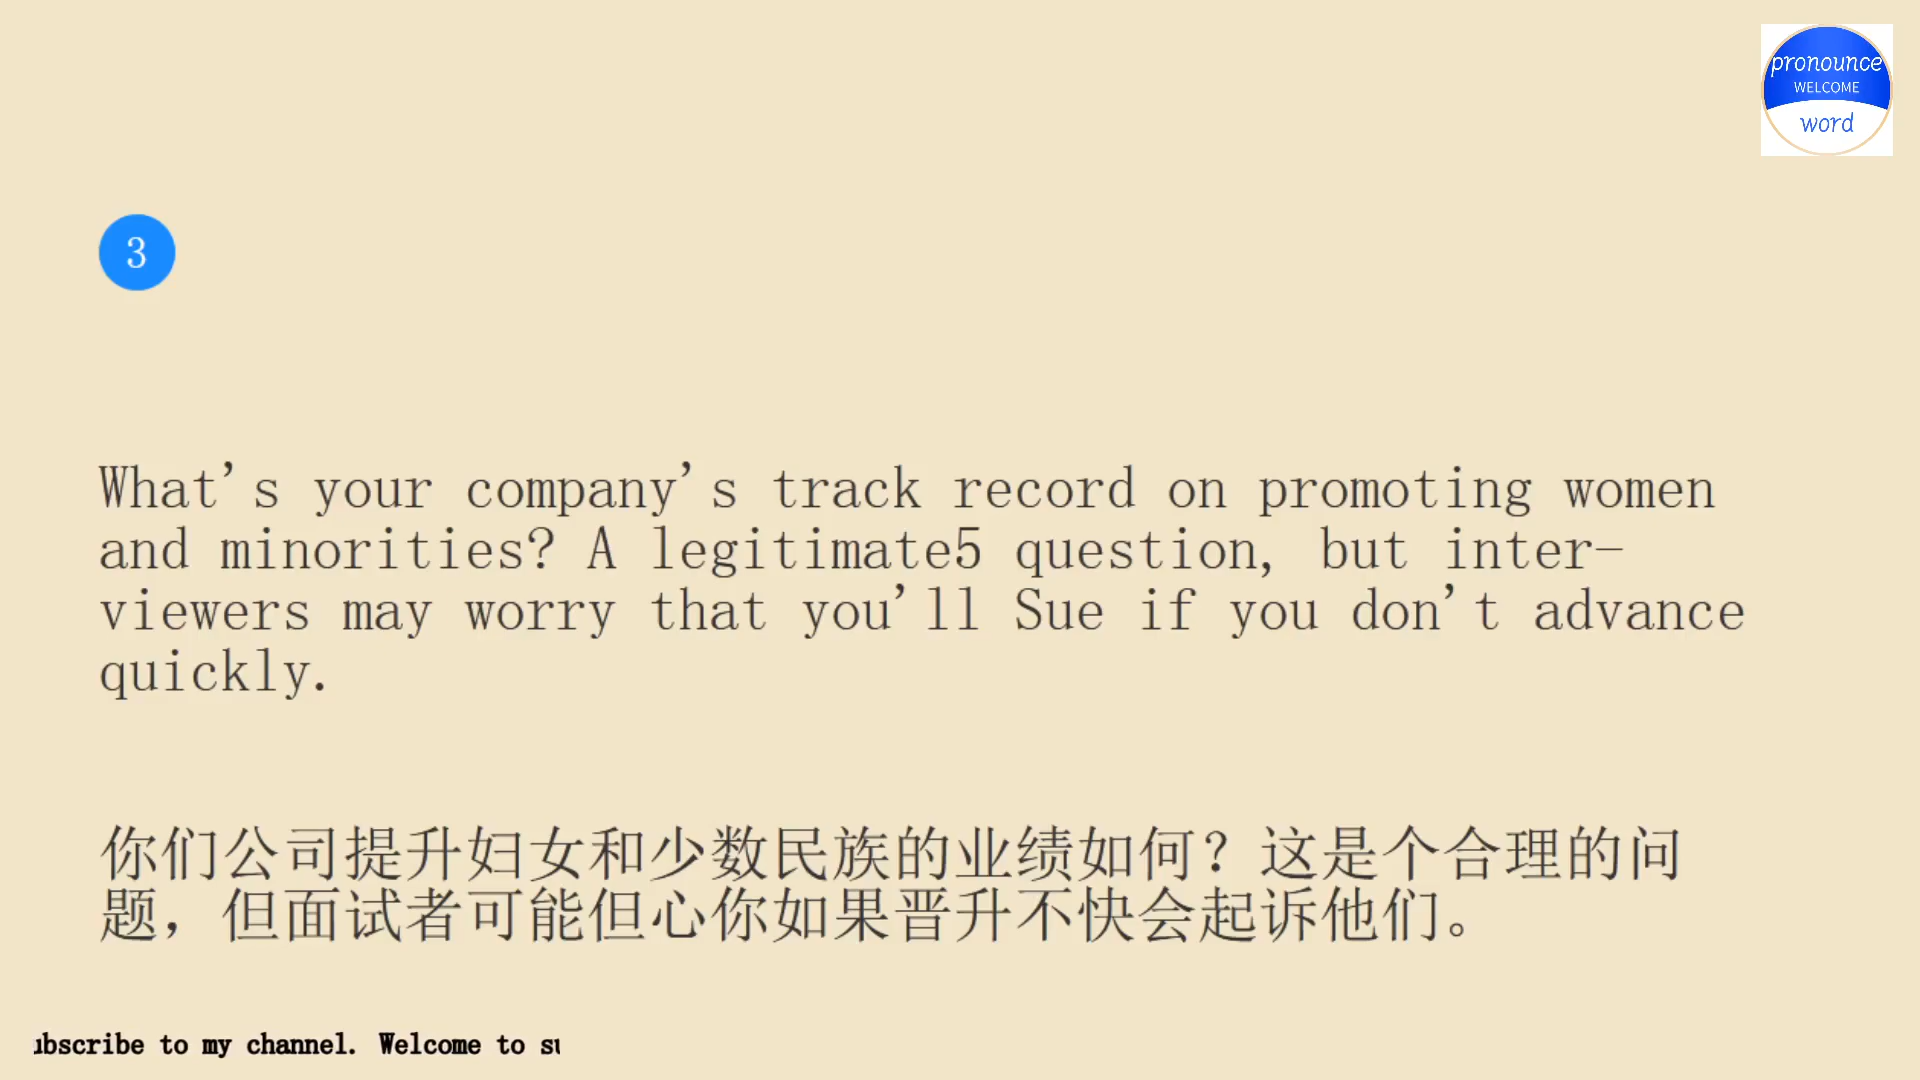 pronounce
WELCOME
word
3
What's your company's track record on promoting women
and minorities? A legitimate5 question, but inter-
viewers may worry that you'll Sue if you don't advance
quickly.
你们公司提升妇女和少数民族的业绩如何？这是个合理的问
题，但面试者可能但心你如果晋升不快会起诉他们。
ubscribe to my channel. Welcome to su